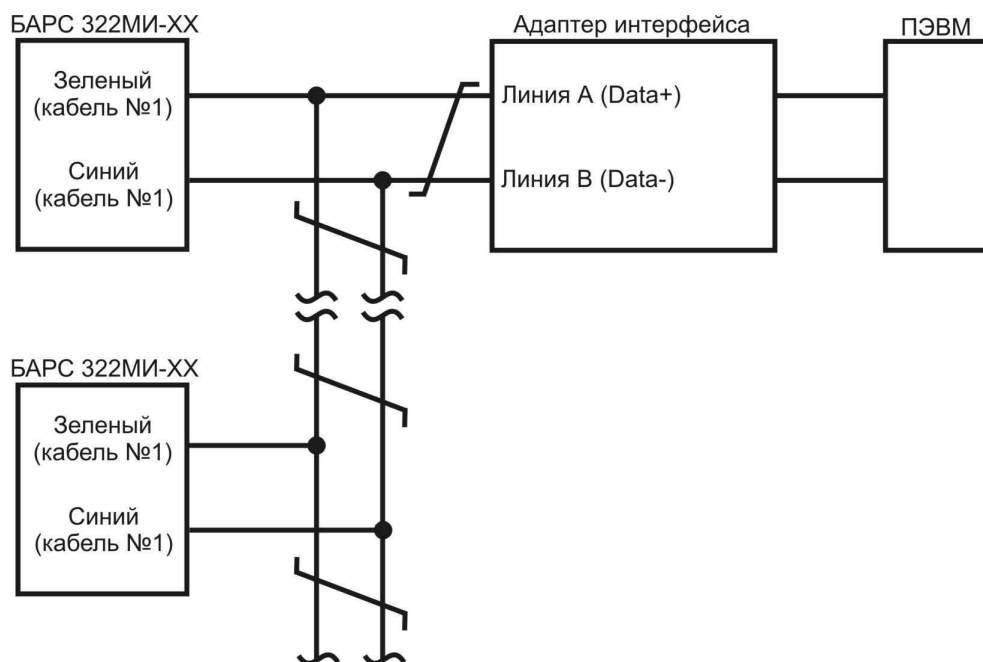 БАРС 322МИ-ХХ
Адаптер интерфейса
ПЭВМ
Зеленый
(кабель №1)
Линия А (Data+)
Синий
(кабель №1)
Линия В (Data-)
БАРС 322МИ-ХХ
Зеленый
(кабель №1)
Синий
(кабель №1)